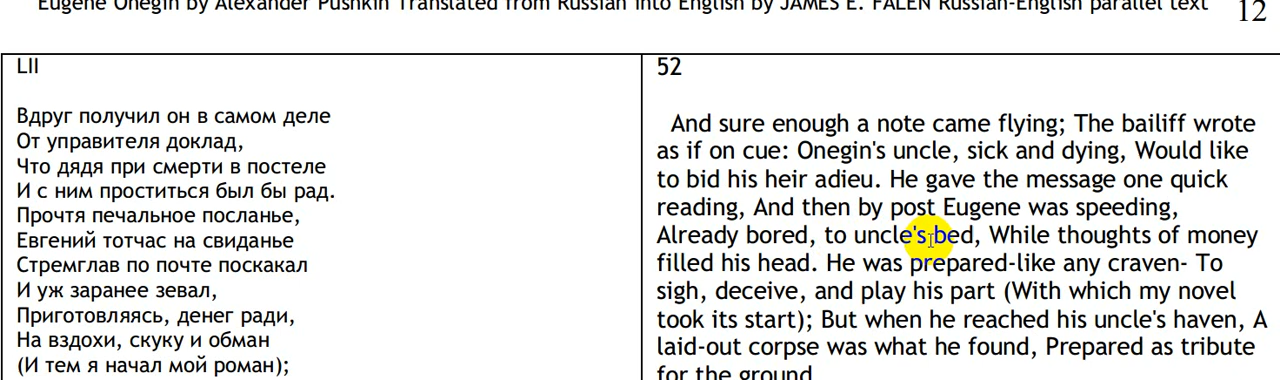 Eugene Onegin by Alexander Pushkin Translated from Russian into English by JAMES E. FALEN Russian-English parallel text
12
LII
Вдруг получил он в самом деле
От управителя доклад,
Что дядя при смерти в постеле
И с ним проститься был бы рад.
Прочтя печальное посланье,
Евгений тотчас на свиданье
Стремглав по почте поскакал
И уж заранее зевал,
Приготовляясь, денег ради,
На вздохи, скуку и обман
(И тем я начал мой роман);
52
And sure enough a note came flying; The bailiff wrote
as if on cue: Onegin's uncle, sick and dying, Would like
to bid his heir adieu. He gave the message one quick
reading, And then by post Eugene was speeding,
Already bored, to uncle's bed, While thoughts of money
filled his head. He was prepared-like any craven- To
sigh, deceive, and play his part (With which my novel
took its start); But when he reached his uncle's haven, A
laid-out corpse was what he found, Prepared as tribute
for the ground